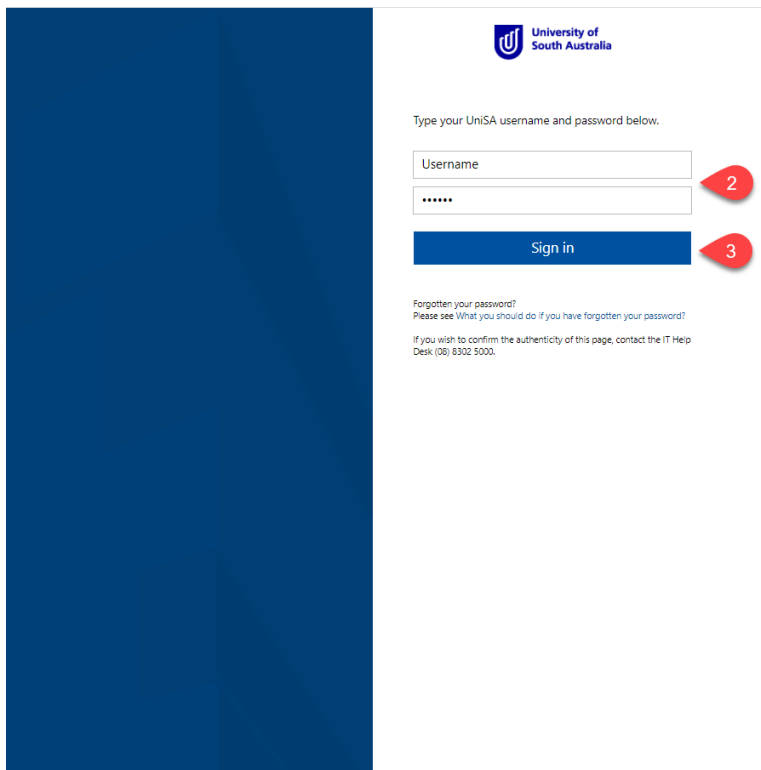 University of
South Australia
Type your UniSA username and password below.
Username
••••••
2
Sign in
3
Forgotten your password?
Please see What you should do if you have forgotten your password?
If you wish to confirm the authenticity of this page, contact the IT Help
Desk (08) 8302 5000.